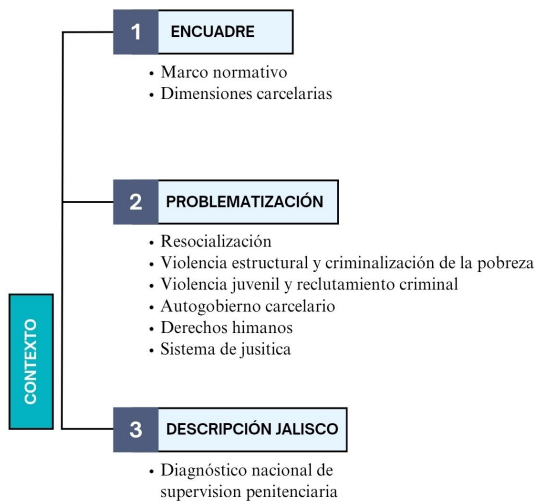 1 ENCUADRE
• Marco normativo
• Dimensiones carcelarias
2 PROBLEMATIZACIÓN
• Resocialización
• Violencia estructural y criminalización de la pobreza
• Violencia juvenil y reclutamiento criminal
• Autogobierno carcelario
• Derechos himanos
• Sistema de jusitica
CONTEXTO
3 DESCRIPCIÓN JALISCO
• Diagnóstico nacional de
supervision penitenciaria